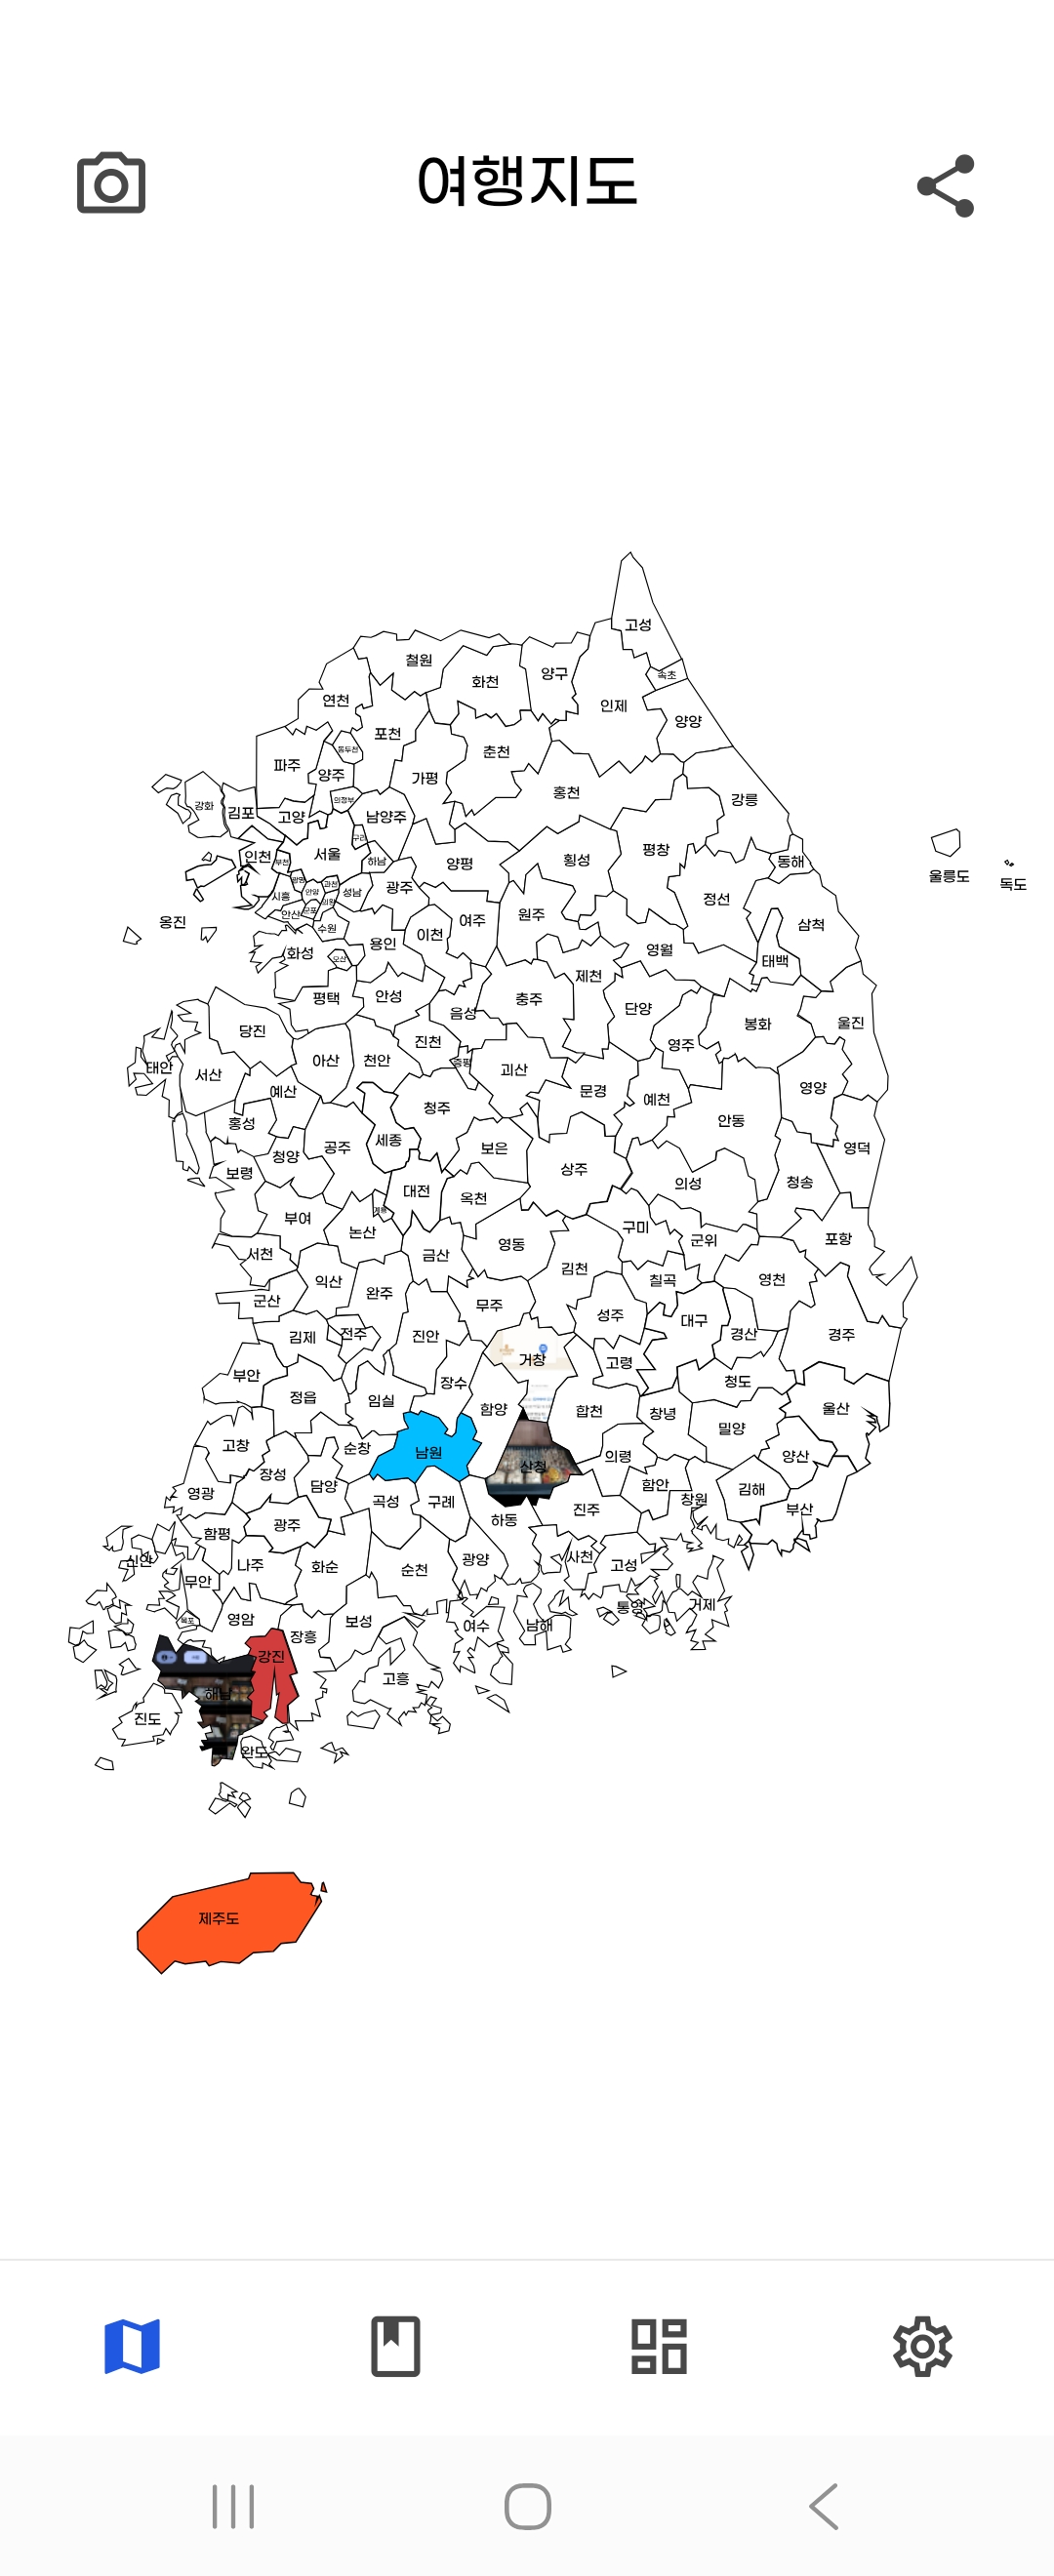 여행지도
고성
철원
속초
화천
양구
연천
인제
양양
포천
동두천
춘천
파주
양주
가평
홍천
의정부
강릉
강화
김포
고양
남양주
구리
서울
인천
부천
하남
양평
횡성
평창
동해
울릉도
독도
광명
과천
시흥
안양
성남
광주
의왕
정선
안산
군포
여주
원주
옹진
수원
이천
삼척
화성
용인
영월
오산
태백
제천
평택
안성
충주
단양
음성
봉화
울진
당진
진천
영주
아산
천안
증평
괴산
태안
서산
예산
문경
예천
영양
청주
홍성
안동
세종
공주
보은
영덕
청양
보령
상주
의성
청송
대전
옥천
계룡
부여
논산
구미
군위
포항
서천
금산
영동
김천
익산
칠곡
영천
군산
완주
무주
성주
대구
김제
전주
진안
경산
경주
거창
고령
부안
장수
청도
정읍
임실
함양
합천
창녕
울산
밀양
고창
순창
남원
의령
양산
장성
담양
산청
함안
김해
영광
곡성
구례
창원
진주
부산
하동
함평
광주
신안
나주
화순
순천
광양
사천
고성
무안
통영
거제
목포
영암
보성
여수
남해
장흥
강진
고흥
해남
진도
완도
제주도